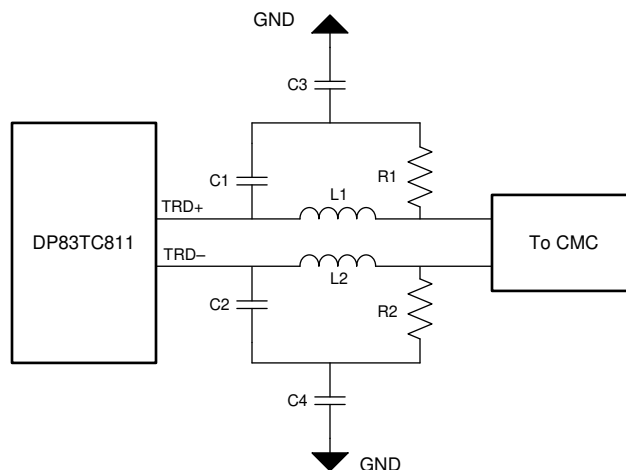 GND
C3
C1
R1
TRD+
L1
DP83TC811
To CMC
TRD–
L2
C2
R2
C4
GND